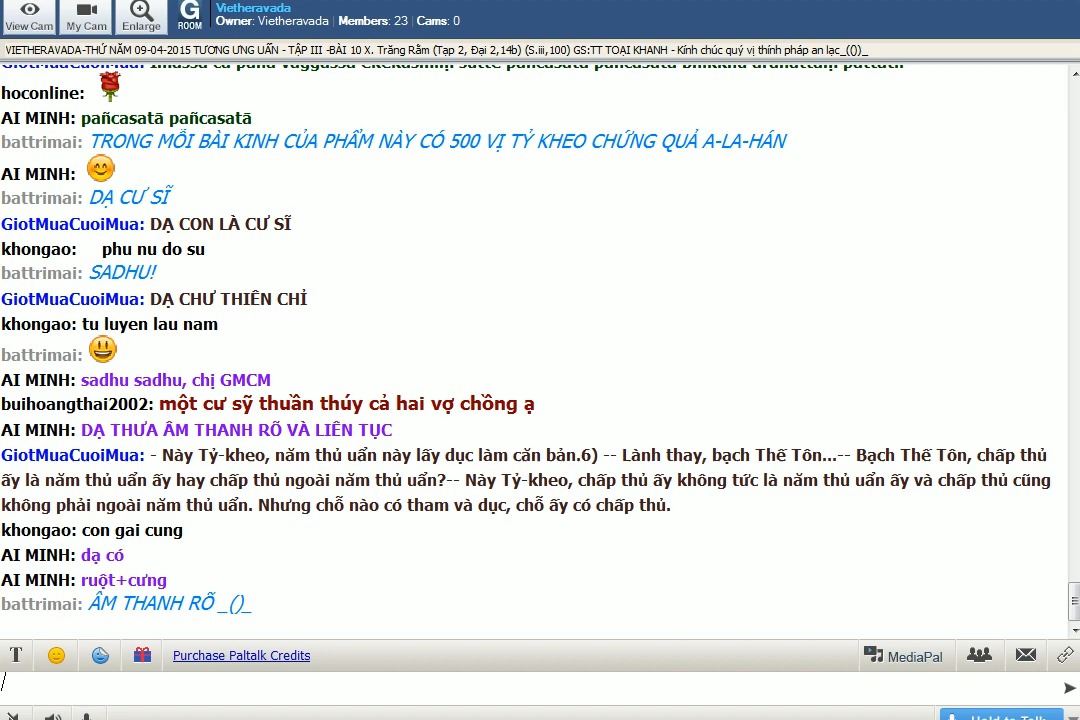 Vietheravada
View Cam
My Cam
Enlarge
G
ROOM
Owner: Vietheravada | Members: 23 | Cams: 0
VIETHERAVADA-THỨ NĂM 09-04-2015 TƯƠNG ƯNG UẨN - TẬP III -BÀI 10 X. Trăng Rằm (Tạp 2, Đại 2,14b) (S.iii,100) GS:TT TOẠI KHANH - Kính chúc quý vị thính pháp an lạc_(())_
hoconline:
AI MINH: pañcasatā pañcasatā
battrimai: TRONG MỖI BÀI KINH CỦA PHẨM NÀY CÓ 500 VỊ TỶ KHEO CHỨNG QUẢ A-LA-HÁN
AI MINH:
battrimai: DẠ CƯ SĨ
GiotMuaCuoiMua: DẠ CON LÀ CƯ SĨ
khongao: phu nu do su
battrimai: SADHU!
GiotMuaCuoiMua: DẠ CHƯ THIÊN CHỈ
khongao: tu luyen lau nam
battrimai:
AI MINH: sadhu sadhu, chị GMCM
buihoangthai2002: một cư sỹ thuần thúy cả hai vợ chồng ạ
AI MINH: DẠ THƯA ÂM THANH RÕ VÀ LIÊN TỤC
GiotMuaCuoiMua: - Này Tỷ-kheo, năm thủ uẩn này lấy dục làm căn bản.6) -- Lành thay, bạch Thế Tôn...-- Bạch Thế Tôn, chấp thủ
ấy là năm thủ uẩn ấy hay chấp thủ ngoài năm thủ uẩn?-- Này Tỷ-kheo, chấp thủ ấy không tức là năm thủ uẩn ấy và chấp thủ cũng
không phải ngoài năm thủ uẩn. Nhưng chỗ nào có tham và dục, chỗ ấy có chấp thủ.
khongao: con gai cung
AI MINH: dạ có
AI MINH: ruột+cưng
battrimai: ÂM THANH RÕ _()_
T
Purchase Paltalk Credits
MediaPal
/
Hold to Talk